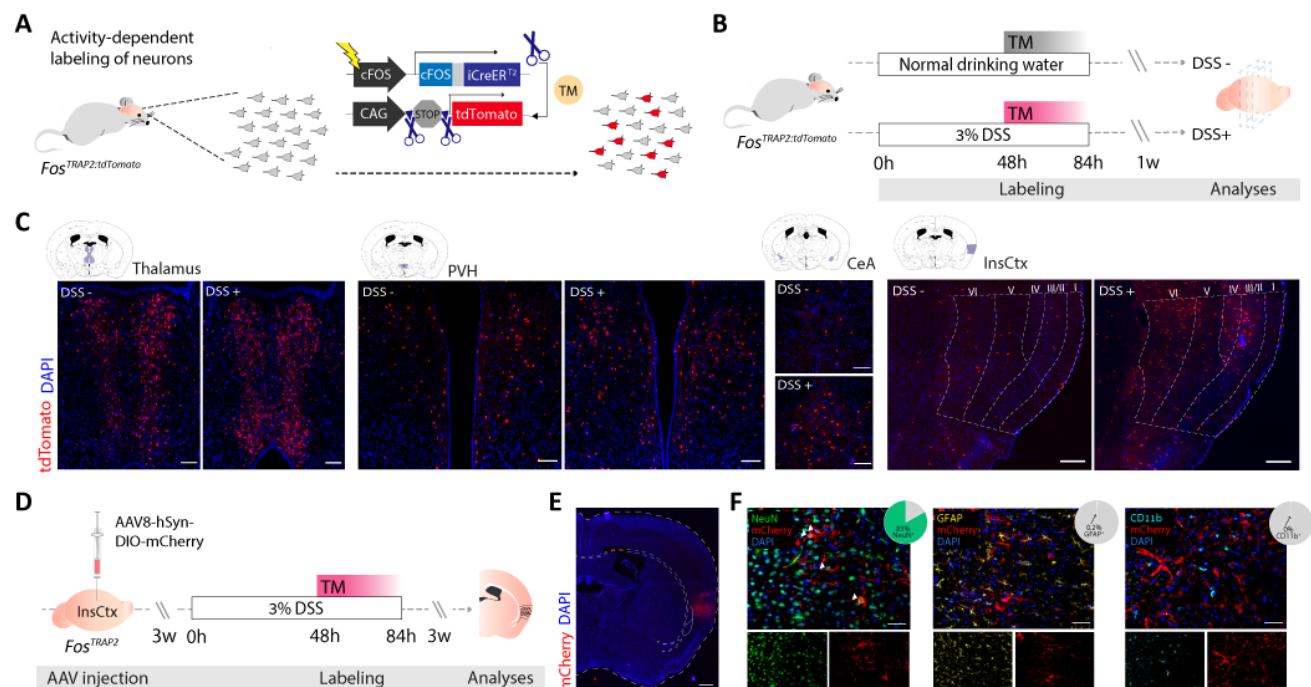 A
Activity-dependent
labeling of neurons
Fos^TRAP2:tdTomato
cFOS
cFOS
iCreER^T2
TM
CAG
STOP
tdTomato
B
TM
Normal drinking water
DSS -
Fos^TRAP2:tdTomato
TM
3% DSS
DSS+
0h
48h
84h
1w
Labeling
Analyses
C
tdTomato DAPI
Thalamus
DSS -
DSS +
PVH
DSS -
DSS +
CeA
DSS -
DSS +
InsCtx
DSS -
VI
V
IV
III/II
I
DSS +
VI
V
IV
III/II
I
D
AAV8-hSyn-
DIO-mCherry
InsCtx
Fos^TRAP2
3w
TM
3% DSS
0h
48h
84h
3w
AAV injection
Labeling
Analyses
E
mCherry DAPI
F
NeuN
mCherry
DAPI
83%
NeuN+
GFAP
mCherry
DAPI
0.2%
GFAP+
CD11b
mCherry
DAPI
0%
CD11b+